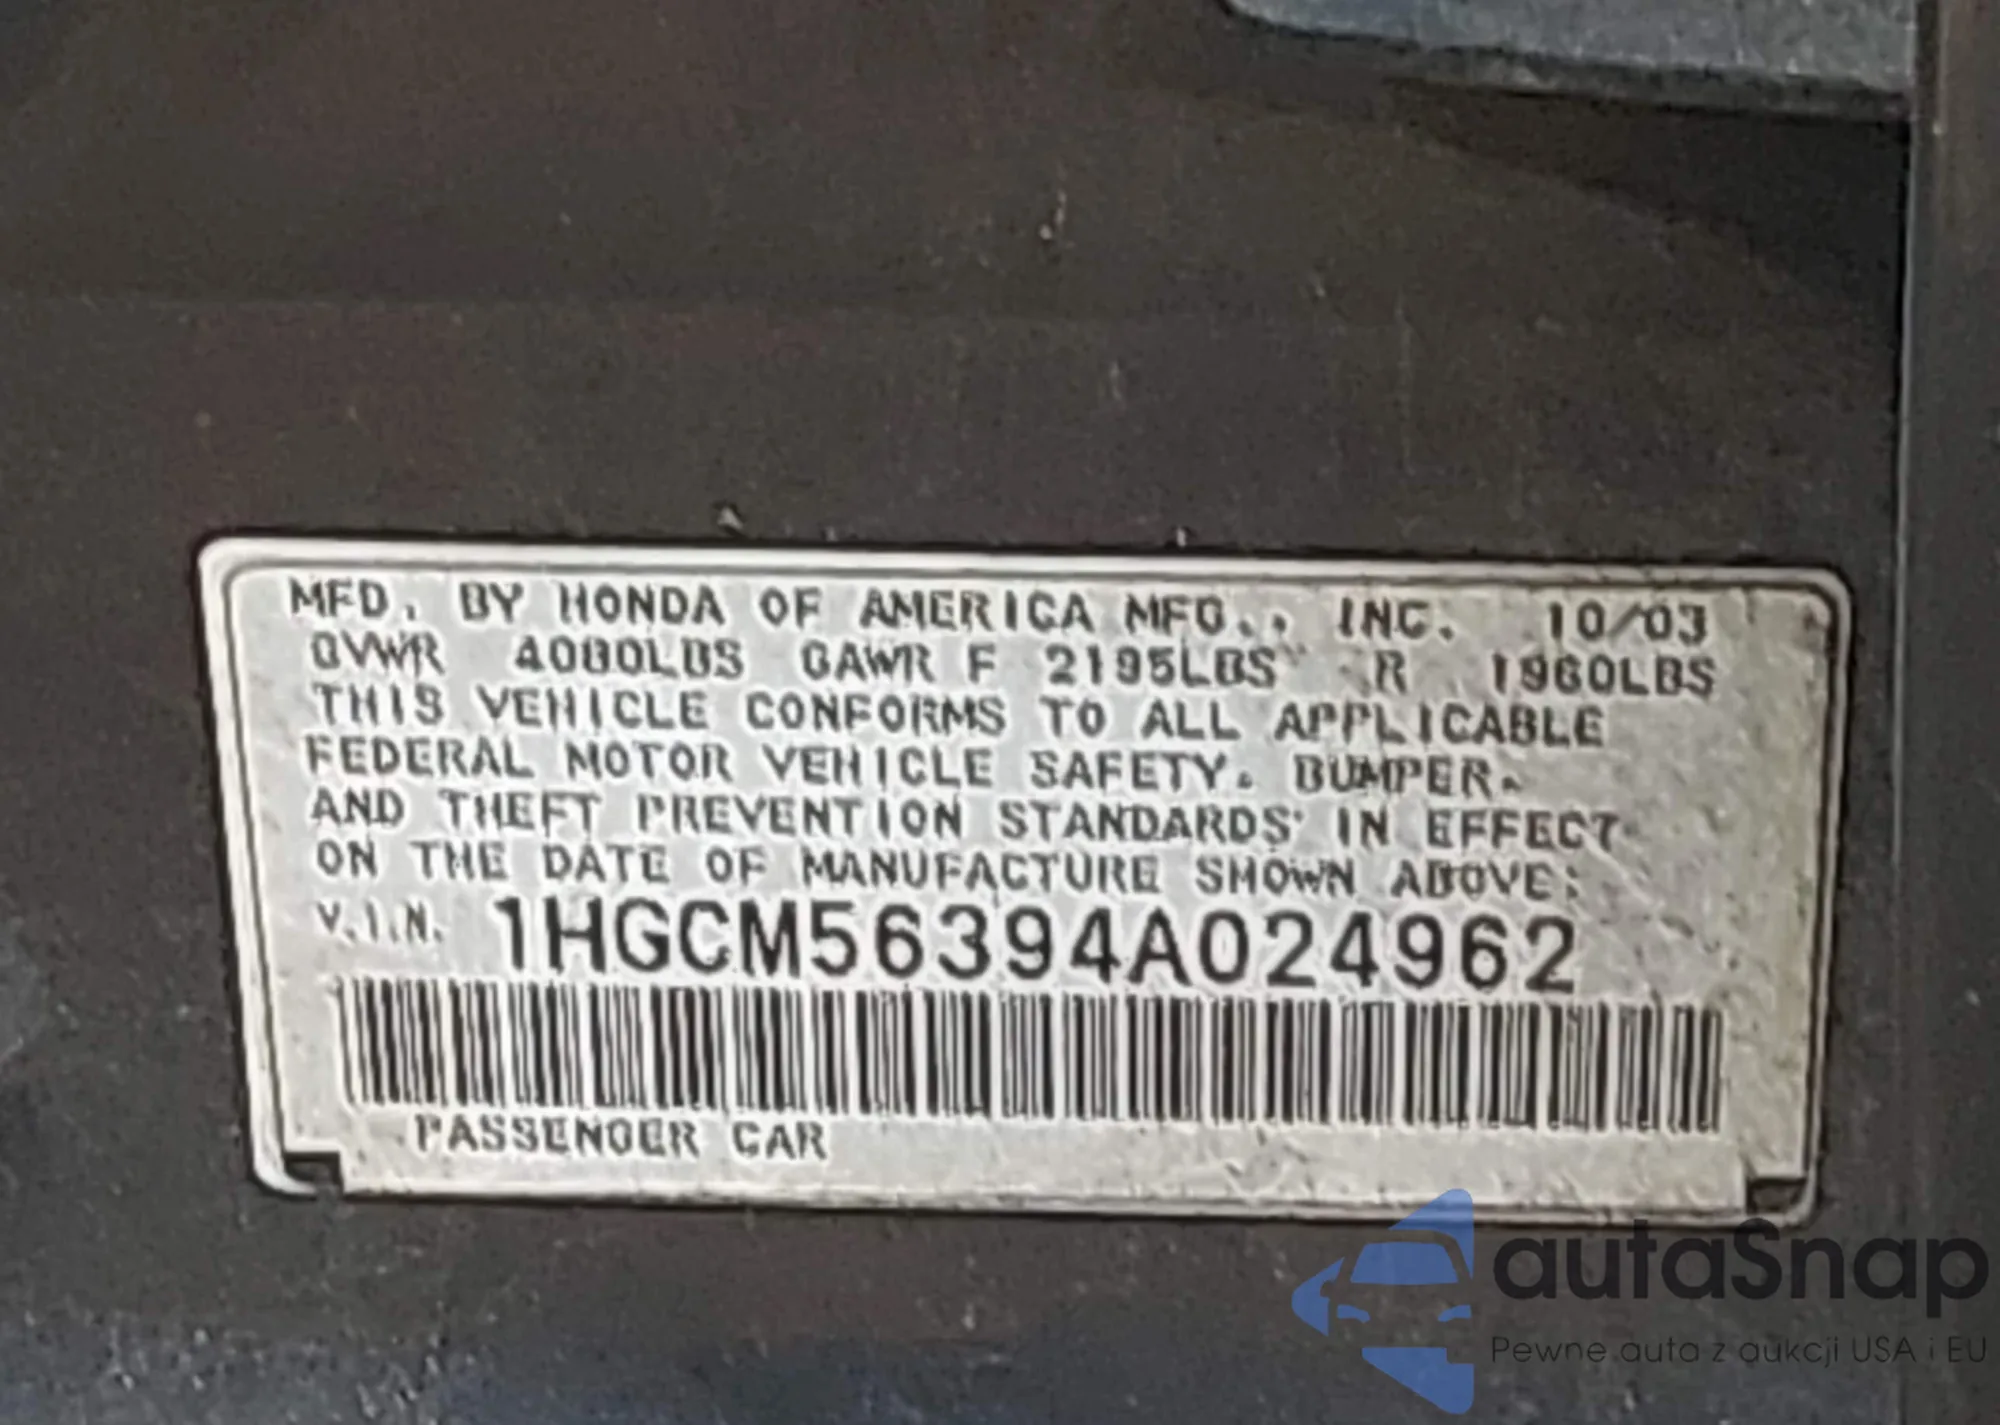 MFD. BY HONDA OF AMERICA MFG., INC. 10/03
GVWR 4080LBS GAWR F 2195LBS R 1960LBS
THIS VEHICLE CONFORMS TO ALL APPLICABLE
FEDERAL MOTOR VEHICLE SAFETY, BUMPER,
AND THEFT PREVENTION STANDARDS IN EFFECT
ON THE DATE OF MANUFACTURE SHOWN ABOVE:
V.I.N. 1HGCM56394A024962
PASSENGER CAR
autaSnap
Pewne auta z aukcji USA i EU